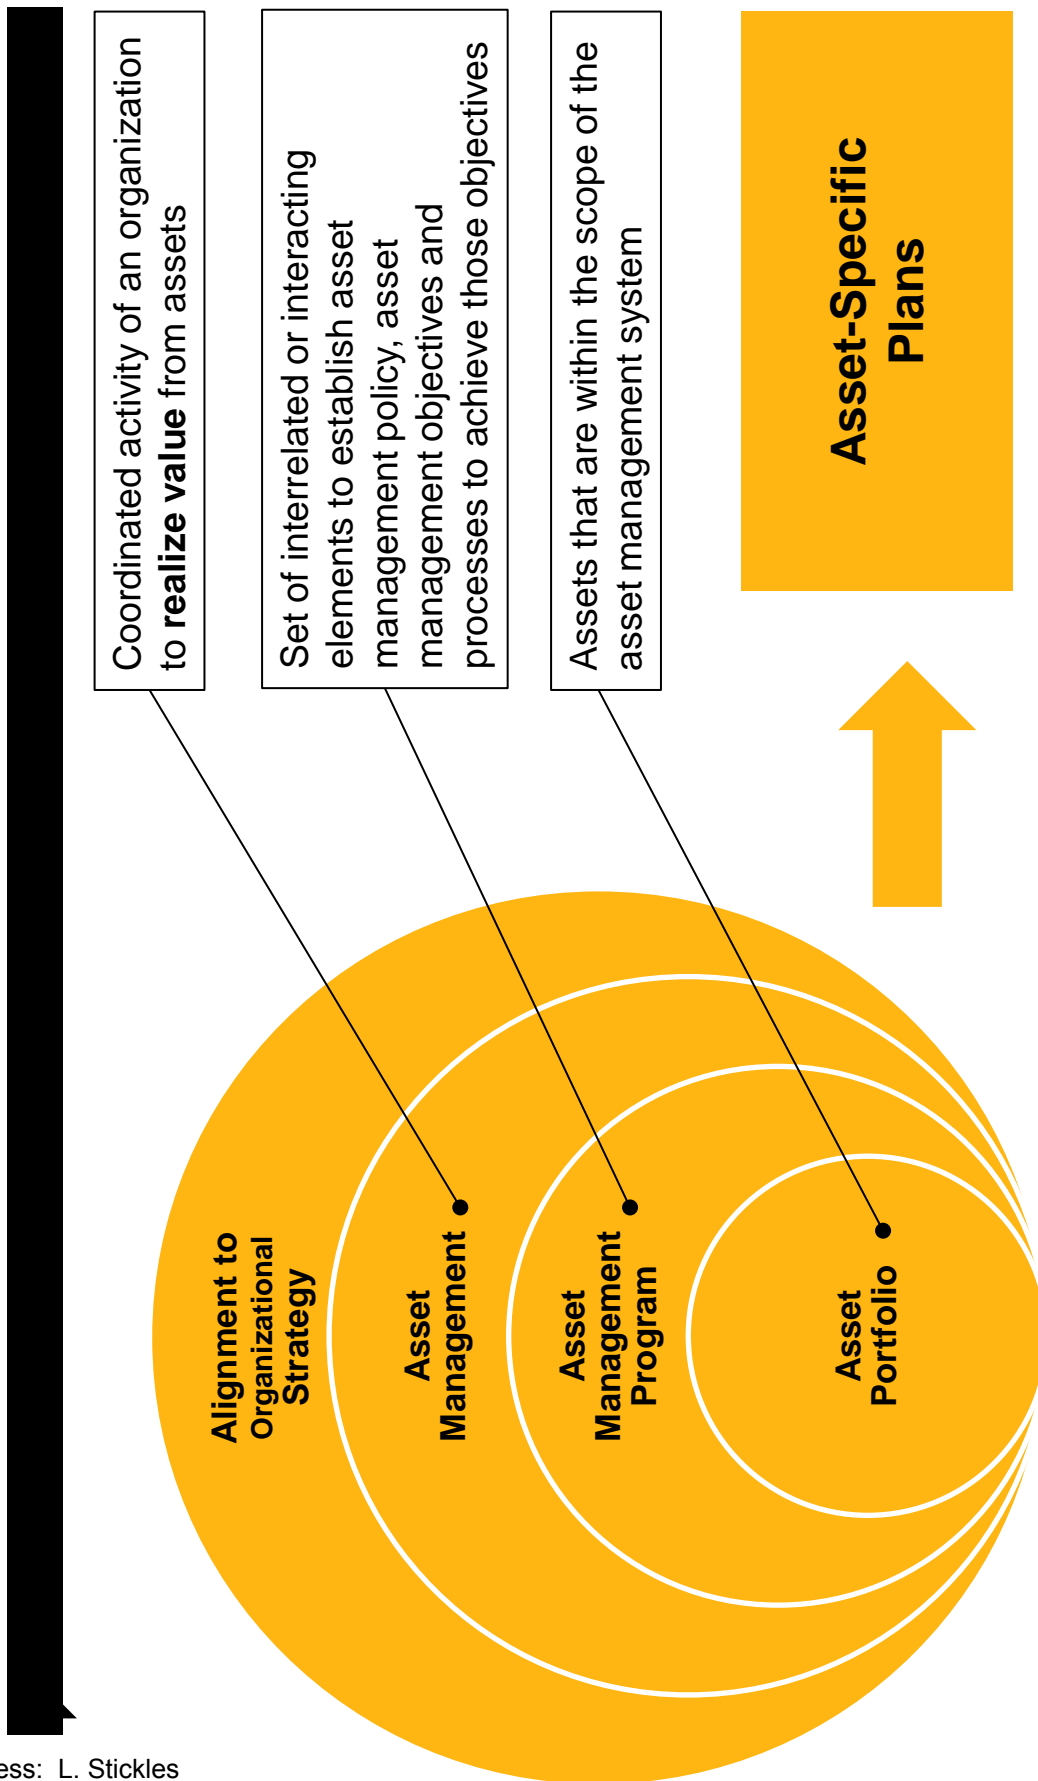 Alignment to
Organizational
Strategy
Asset
Management
Asset
Management
Program
Asset
Portfolio
Coordinated activity of an organization
to realize value from assets
Set of interrelated or interacting
elements to establish asset
management policy, asset
management objectives and
processes to achieve those objectives
Assets that are within the scope of the
asset management system
Asset-Specific
Plans
ess: L. Stickles